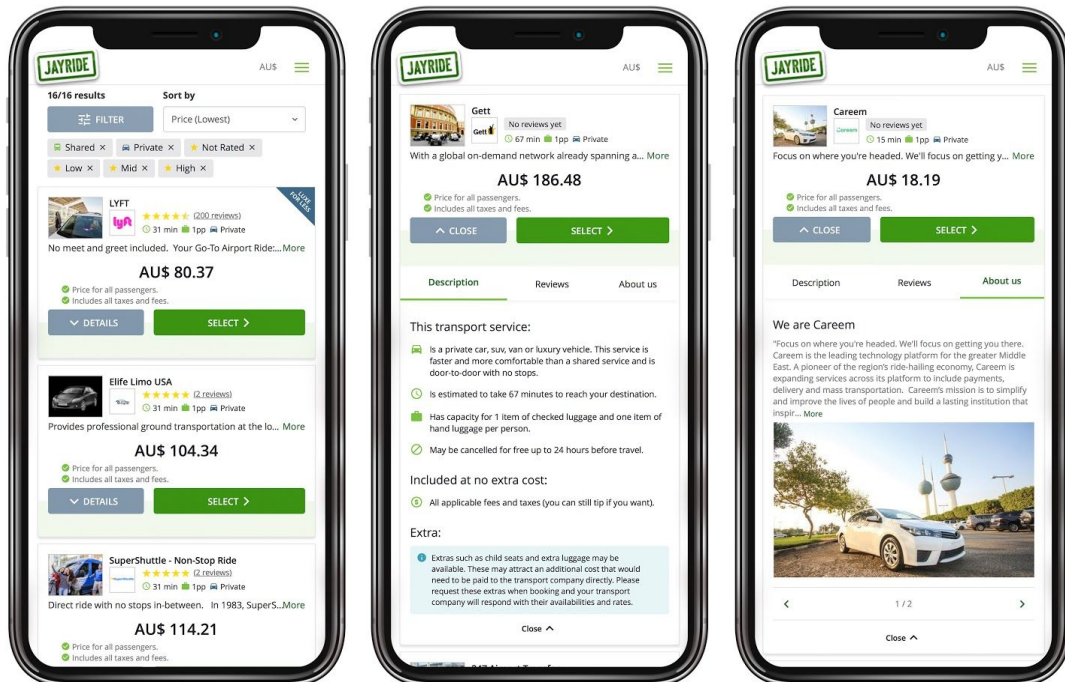 JAYRIDE
AU$
16/16 results
Sort by
FILTER
Price (Lowest)
Shared ×
Private ×
Not Rated ×
Low ×
Mid ×
High ×
LUXE FOR LESS
LYFT
lyft
(200 reviews)
31 min 1pp Private
No meet and greet included. Your Go-To Airport Ride:...More
AU$ 80.37
Price for all passengers.
Includes all taxes and fees.
DETAILS
SELECT
Elife Limo USA
(2 reviews)
31 min 1pp Private
Provides professional ground transportation at the lo... More
AU$ 104.34
Price for all passengers.
Includes all taxes and fees.
DETAILS
SELECT
SuperShuttle - Non-Stop Ride
(2 reviews)
31 min 1pp Private
Direct ride with no stops in-between. In 1983, SuperS...More
AU$ 114.21
Price for all passengers.
Includes all taxes and fees.
JAYRIDE
AU$
Gett
Gett
No reviews yet
67 min 1pp Private
With a global on-demand network already spanning a... More
AU$ 186.48
Price for all passengers.
Includes all taxes and fees.
CLOSE
SELECT
Description
Reviews
About us
This transport service:
Is a private car, suv, van or luxury vehicle. This service is
faster and more comfortable than a shared service and is
door-to-door with no stops.
Is estimated to take 67 minutes to reach your destination.
Has capacity for 1 item of checked luggage and one item of
hand luggage per person.
May be cancelled for free up to 24 hours before travel.
Included at no extra cost:
All applicable fees and taxes (you can still tip if you want).
Extra:
Extras such as child seats and extra luggage may be
available. These may attract an additional cost that would
need to be paid to the transport company directly. Please
request these extras when booking and your transport
company will respond with their availabilities and rates.
Close
JAYRIDE
AU$
Careem
Careem
No reviews yet
15 min 1pp Private
Focus on where you're headed. We'll focus on getting y... More
AU$ 18.19
Price for all passengers.
Includes all taxes and fees.
CLOSE
SELECT
Description
Reviews
About us
We are Careem
"Focus on where you're headed. We'll focus on getting you there.
Careem is the leading technology platform for the greater Middle
East. A pioneer of the region's ride-hailing economy, Careem is
expanding services across its platform to include payments,
delivery and mass transportation. Careem's mission is to simplify
and improve the lives of people and build a lasting institution that
inspir... More
1 / 2
Close